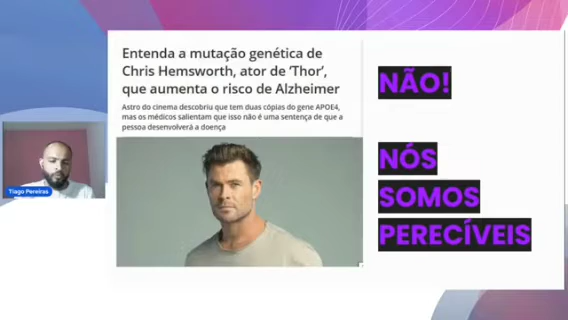 Entenda a mutação genética de
Chris Hemsworth, ator de ‘Thor’,
que aumenta o risco de Alzheimer
Astro do cinema descobriu que tem duas cópias do gene APOE4,
mas os médicos salientam que isso não é uma sentença de que a
pessoa desenvolverá a doença
NÃO!
NÓS
SOMOS
PERECÍVEIS
Tiago Pereiras